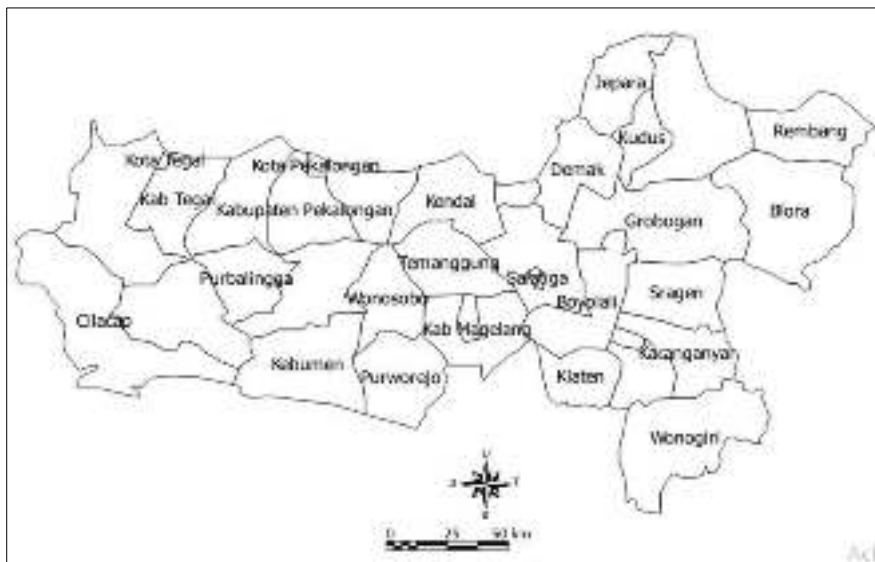 Jepara
Kudus
Rembang
Kota Tegal
Kota Pekalongan
Demak
Kab Tegal
Kabupaten Pekalongan
Kendal
Grobogan
Blora
Temanggung
Purbalingga
Salatiga
Wonosobo
Boyolali
Sragen
Cilacap
Kab Magelang
Karanganyar
Kebumen
Purworejo
Klaten
Wonogiri
U
B
T
S
0 25 50 km
Act